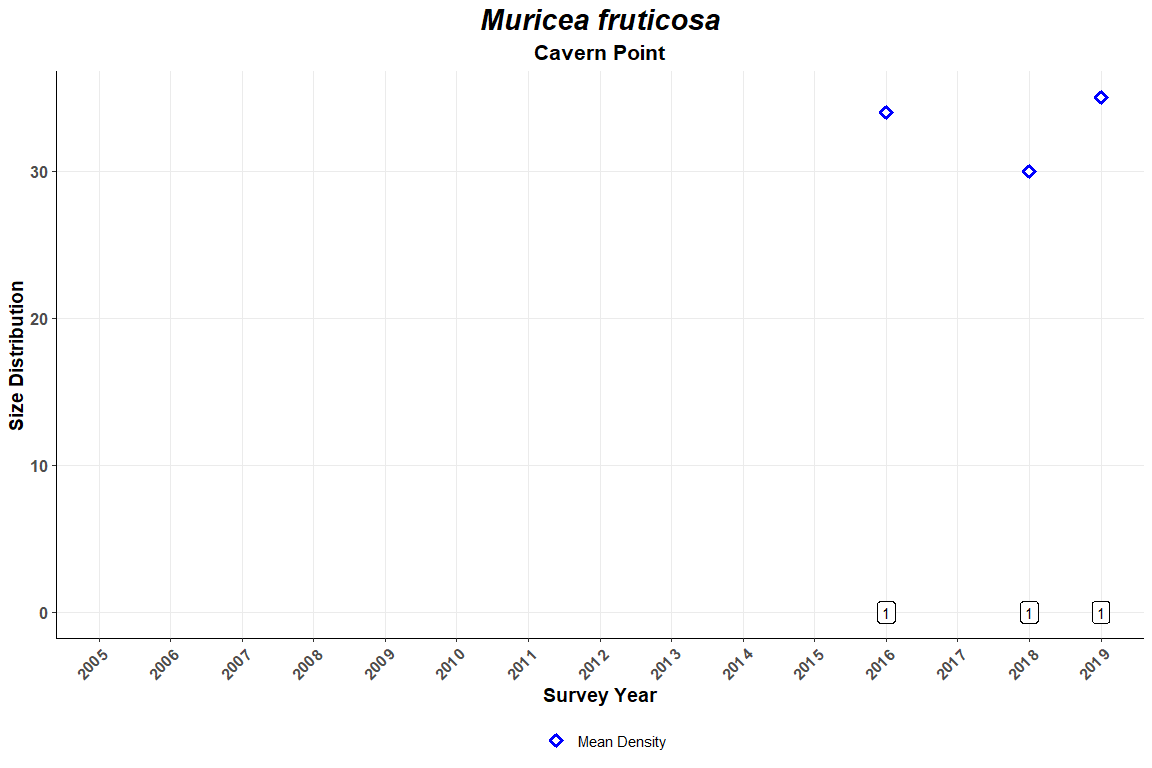 Muricea fruticosa
Cavern Point
Size Distribution
30
20
10
0
1 1 1
2005 2006 2007 2008 2009 2010 2011 2012 2013 2014 2015 2016 2017 2018 2019
Survey Year
Mean Density